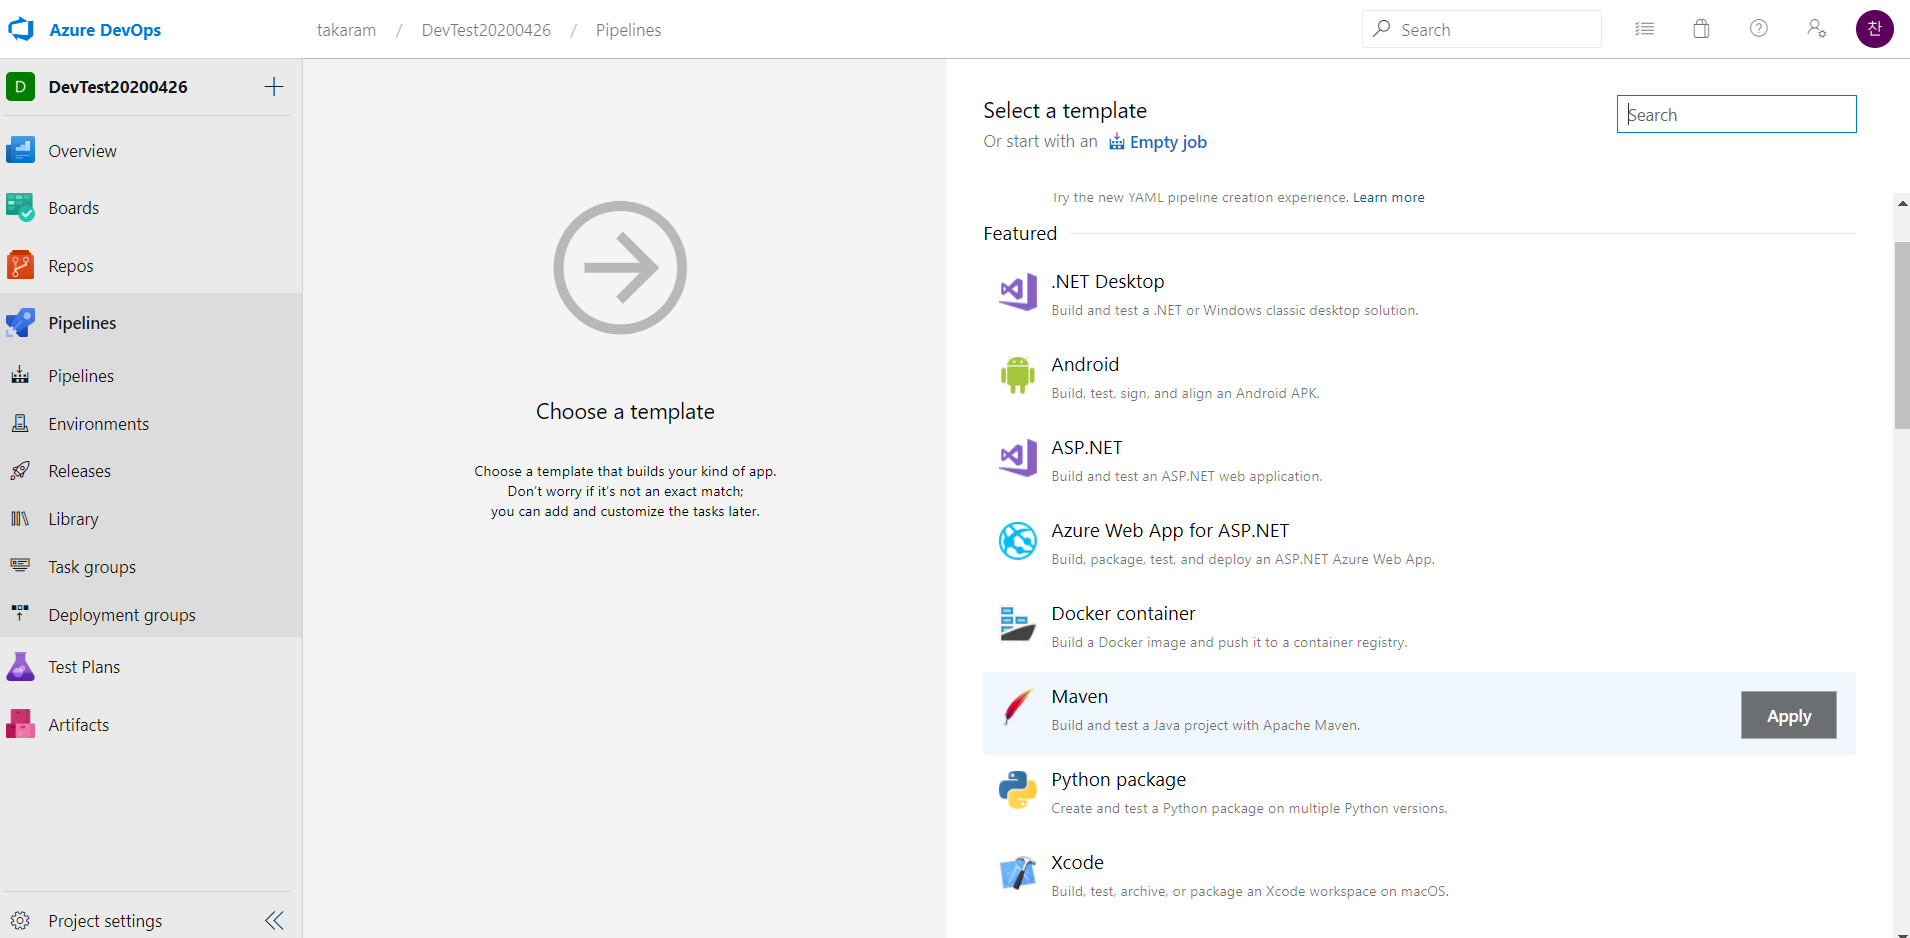 Azure DevOps
takaram / DevTest20200426 / Pipelines
Search
찬
D DevTest20200426
Overview
Boards
Repos
Pipelines
Pipelines
Environments
Releases
Library
Task groups
Deployment groups
Test Plans
Artifacts
Project settings
Choose a template
Choose a template that builds your kind of app.
Don't worry if it's not an exact match;
you can add and customize the tasks later.
Select a template
Or start with an Empty job
Search
Try the new YAML pipeline creation experience. Learn more
Featured
.NET Desktop
Build and test a .NET or Windows classic desktop solution.
Android
Build, test, sign, and align an Android APK.
ASP.NET
Build and test an ASP.NET web application.
Azure Web App for ASP.NET
Build, package, test, and deploy an ASP.NET Azure Web App.
Docker container
Build a Docker image and push it to a container registry.
Maven
Build and test a Java project with Apache Maven.
Apply
Python package
Create and test a Python package on multiple Python versions.
Xcode
Build, test, archive, or package an Xcode workspace on macOS.